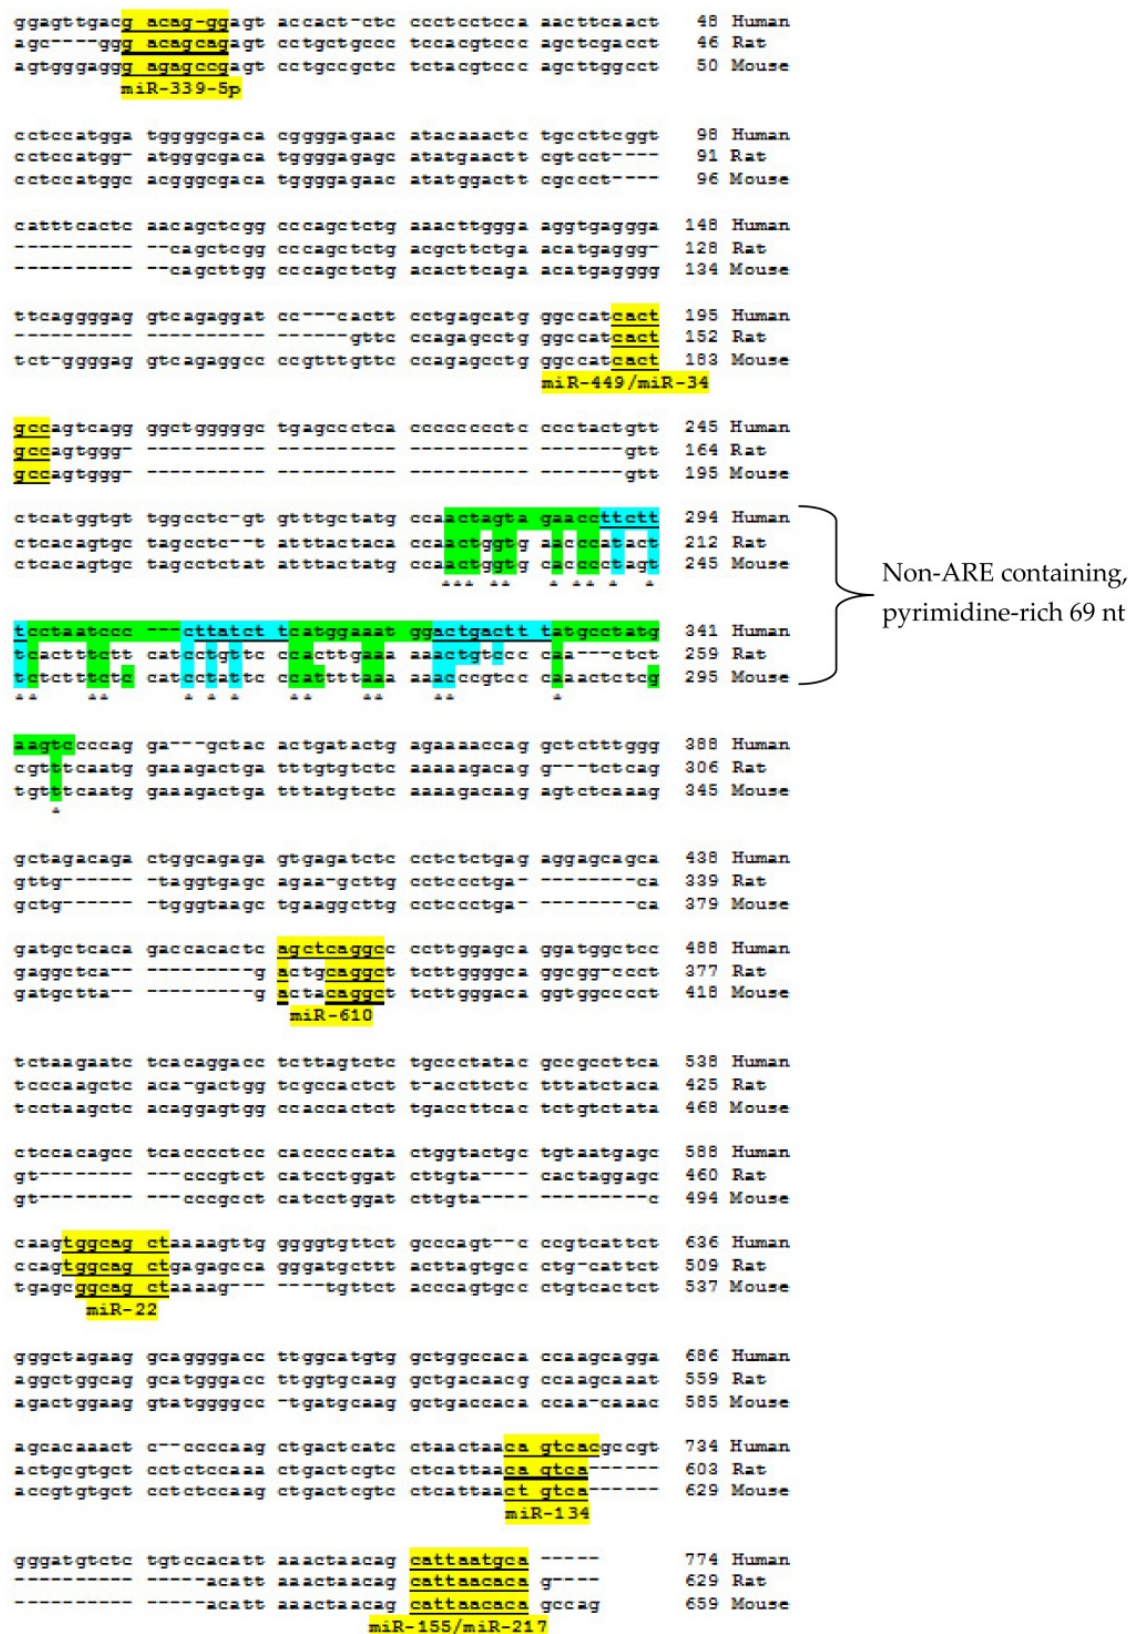 ggagttgacg acag-ggagt accact-ctc ccctcctcca aacttcaact 48 Human
agc----ggg acagcagagt cctgctgccc tccacgtccc agctcgacct 46 Rat
agtgggaggg agagccgagt cctgccgctc tctacgtccc agcttggcct 50 Mouse
miR-339-5p
cctccatgga tggggcgaca cggggagaac atacaaactc tgccttcggt 98 Human
cctccatgg- atgggcgaca tggggagagc atatgaactt cgtcct---- 91 Rat
cctccatggc acgggcgaca tggggagaac atatggactt cgccct---- 96 Mouse
catttcactc aacagctcgg cccagctctg aaacttggga aggtgaggga 148 Human
---------- --cagctcgg cccagctctg acgcttctga acatgaggg- 128 Rat
---------- --cagcttgg cccagctctg acacttcaga acatgagggg 134 Mouse
ttcaggggag gtcagaggat cc---cactt cctgagcatg ggccatcact 195 Human
---------- ---------- ------gttc ccagagcctg ggccatcact 152 Rat
tct-ggggag gtcagaggcc cccgtttgttc ccagagcctg ggccatcact 183 Mouse
miR-449/miR-34
gccagtcagg ggctgggggc tgagccctca cccccccctc ccctactgtt 245 Human
gccagtggg- ---------- ---------- ---------- -------gtt 164 Rat
gccagtggg- ---------- ---------- ---------- -------gtt 195 Mouse
ctcatggtgt tggcctc-gt gtttgctatg ccaactagta gaaccttctt 294 Human
ctcacagtgc tagcctc--t atttactaca ccaactggtg aacccatact 212 Rat
ctcacagtgc tagcctctat atttactatg ccaactggtg cacccctagt 245 Mouse
*** ** * ** * *
Non-ARE containing,
pyrimidine-rich 69 nt
tcctaatccc ---cttatct tcatggaaat ggactgactt tatgcctatg 341 Human
tcactttctt catcctgttc ccacttgaaa aaactgtccc caa---ctct 259 Rat
tctctttctc catcctattc ccattttaaa aaacccgtcc caaactctcg 295 Mouse
** ** * * * ** ** ** *
aagtccccag ga---gctac actgatactg agaaaaccag gctctttggg 388 Human
cgtttcaatg gaaagactga tttgtgtctc aaaaagacag g---tctcag 306 Rat
tgtttcaatg gaaagactga tttatgtctc aaaagacaag agtctcaaag 345 Mouse
*
gctagacaga ctggcagaga gtgagatctc cctctctgag aggagcagca 438 Human
gttg------ -taggtgagc agaa-gcttg cctccctga- --------ca 339 Rat
gctg------ -tgggtaagc tgaaggcttg cctccctga- --------ca 379 Mouse
gatgctcaca gaccacactc agctcaggcc ccttggagca ggatggctcc 488 Human
gaggctca-- ---------g actgcaggct tcttggggca ggcgg-ccct 377 Rat
gatgctta-- ---------g actacaggct tcttgggaca ggtggcccct 418 Mouse
miR-610
tctaagaatc tcacaggacc tcttagtctc tgccctatac gccgccttca 538 Human
tcccaagctc aca-gactgg tcgccactct t-accttctc tttatctaca 425 Rat
tcctaagctc acaggagtgg ccaccactct tgaccttcac tctgtctata 468 Mouse
ctccacagcc tcacccctcc cacccccata ctggtactgc tgtaatgagc 588 Human
gt-------- ---cccgtct catcctggat cttgta---- cactaggagc 460 Rat
gt-------- ---cccgcct catcctggat cttgta---- ---------c 494 Mouse
caagtggcag ctaaaagttg ggggtgttct gcccagt--c ccgtcattct 636 Human
ccagtggcag ctgagagcca gggatgcttt acttagtgcc ctg-cattct 509 Rat
tgagcggcag ctaaaag--- ----tgttct acccagtgcc ctgtcactct 537 Mouse
miR-22
gggctagaag gcaggggacc ttggcatgtg gctggccaca ccaagcagga 686 Human
aggctggcag gcatgggacc ttggtgcaag gctgacaacg ccaagcaaat 559 Rat
agactggaag gtatggggcc -tgatgcaag gctgaccaca ccaa-caaac 585 Mouse
agcacaaact c--ccccaag ctgactcatc cctaactaac agtcacgccgt 734 Human
actgcgtgct cctctccaaa ctgactcgtc ctcattaaca gtca------ 603 Rat
accgtgtgct cctctccaag ctgactcgtc ctcattaact gtca------ 629 Mouse
miR-134
gggatgtctc tgtccacatt aaactaacag cattaatgca ----- 774 Human
---------- -----acatt aaactaacag cattaacaca g---- 629 Rat
---------- -----acatt aaactaacag cattaacaca gccag 659 Mouse
miR-155/miR-217